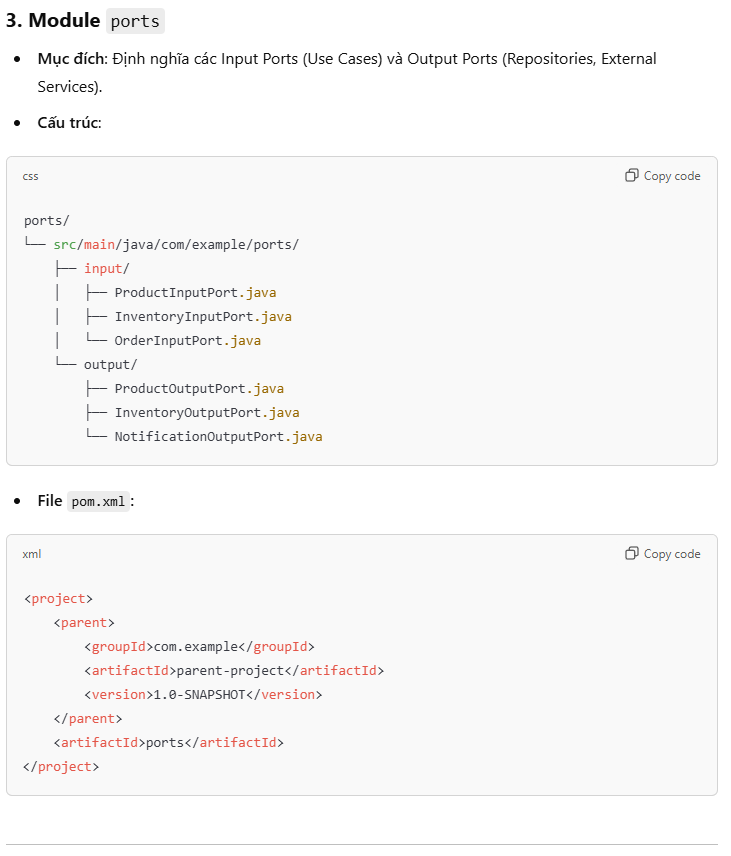 3. Module ports
• Mục đích: Định nghĩa các Input Ports (Use Cases) và Output Ports (Repositories, External
Services).
• Cấu trúc:
css
Copy code
ports/
└── src/main/java/com/example/ports/
    ├── input/
    │   ├── ProductInputPort.java
    │   ├── InventoryInputPort.java
    │   └── OrderInputPort.java
    └── output/
        ├── ProductOutputPort.java
        ├── InventoryOutputPort.java
        └── NotificationOutputPort.java
• File pom.xml:
xml
Copy code
<project>
    <parent>
        <groupId>com.example</groupId>
        <artifactId>parent-project</artifactId>
        <version>1.0-SNAPSHOT</version>
    </parent>
    <artifactId>ports</artifactId>
</project>